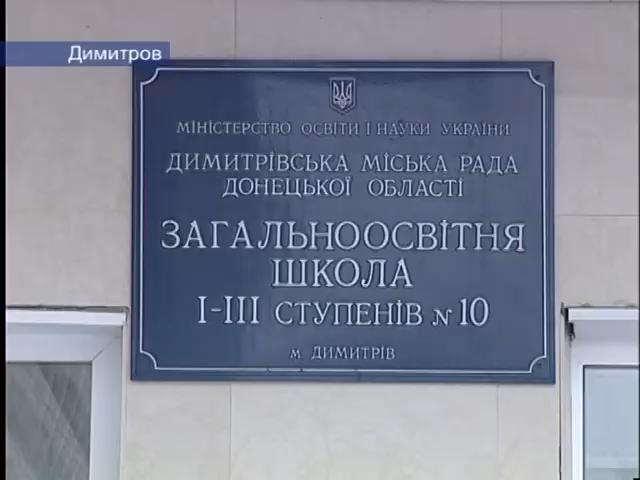 Димитров
МІНІСТЕРСТВО ОСВІТИ І НАУКИ УКРАЇНИ
ДИМИТРІВСЬКА МІСЬКА РАДА
ДОНЕЦЬКОЇ ОБЛАСТІ
ЗАГАЛЬНООСВІТНЯ
ШКОЛА
І-ІІІ СТУПЕНІВ № 10
М. ДИМИТРІВ